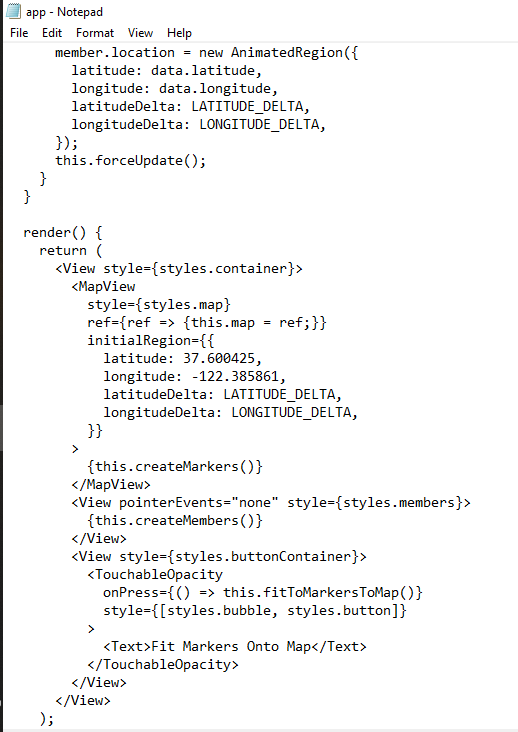 app - Notepad
File Edit Format View Help
      member.location = new AnimatedRegion({
        latitude: data.latitude,
        longitude: data.longitude,
        latitudeDelta: LATITUDE_DELTA,
        longitudeDelta: LONGITUDE_DELTA,
      });
      this.forceUpdate();
    }
  }

  render() {
    return (
      <View style={styles.container}>
        <MapView
          style={styles.map}
          ref={ref => {this.map = ref;}}
          initialRegion={{
            latitude: 37.600425,
            longitude: -122.385861,
            latitudeDelta: LATITUDE_DELTA,
            longitudeDelta: LONGITUDE_DELTA,
          }}
        >
          {this.createMarkers()}
        </MapView>
        <View pointerEvents="none" style={styles.members}>
          {this.createMembers()}
        </View>
        <View style={styles.buttonContainer}>
          <TouchableOpacity
            onPress={() => this.fitToMarkersToMap()}
            style={[styles.bubble, styles.button]}
          >
            <Text>Fit Markers Onto Map</Text>
          </TouchableOpacity>
        </View>
      </View>
    );